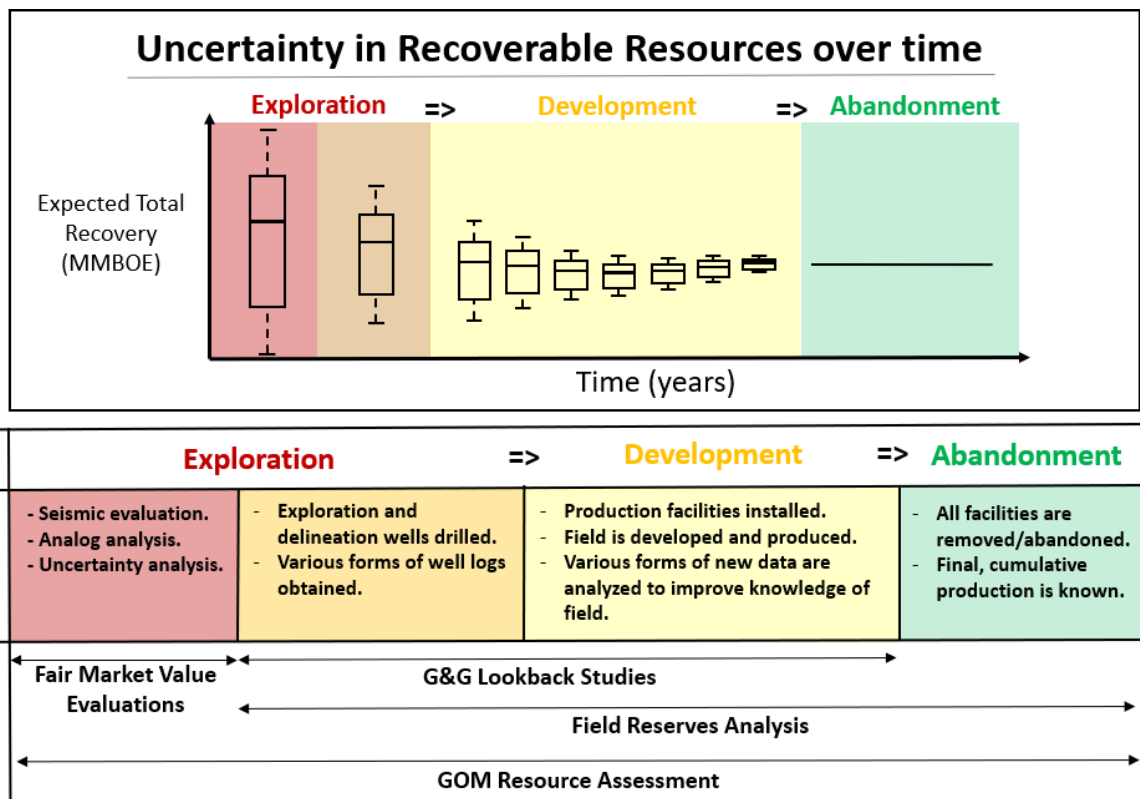 Uncertainty in Recoverable Resources over time
Exploration => Development => Abandonment
Expected Total
Recovery
(MMBOE)
Time (years)
Exploration => Development => Abandonment
- Seismic evaluation.
- Analog analysis.
- Uncertainty analysis.
- Exploration and
delineation wells drilled.
- Various forms of well logs
obtained.
- Production facilities installed.
- Field is developed and produced.
- Various forms of new data are
analyzed to improve knowledge of
field.
- All facilities are
removed/abandoned.
- Final, cumulative
production is known.
Fair Market Value
Evaluations
G&G Lookback Studies
Field Reserves Analysis
GOM Resource Assessment